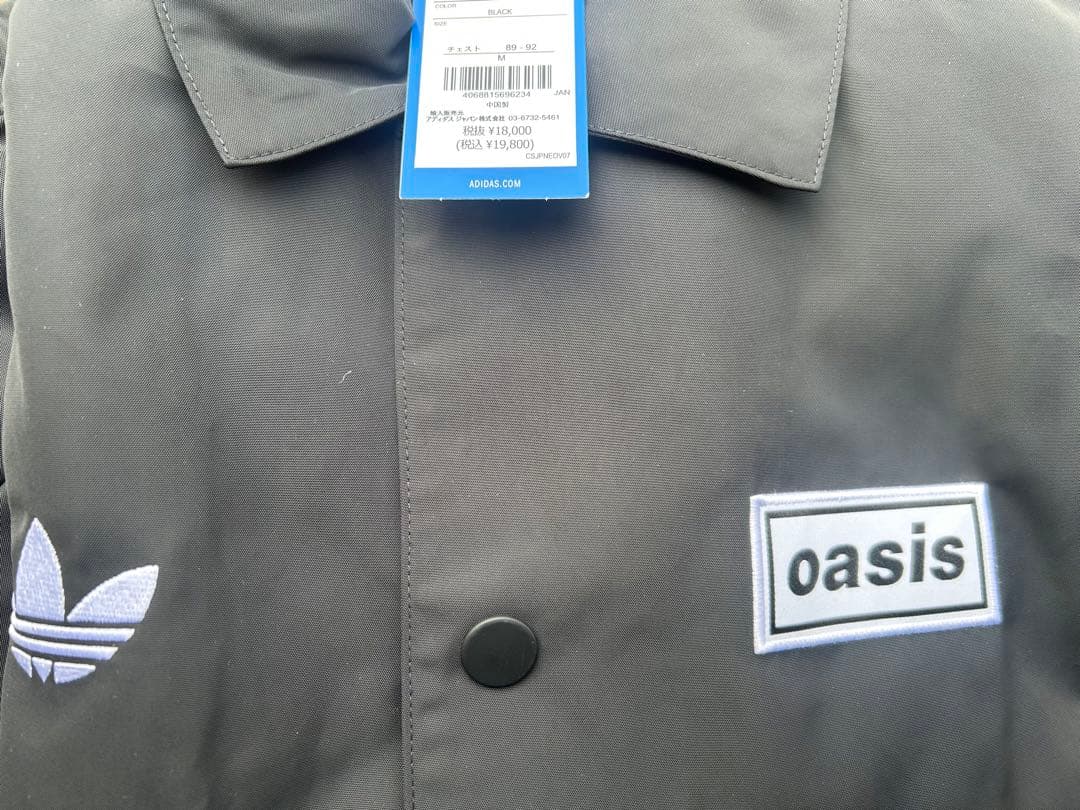 COLOR
BLACK
SIZE
チェスト 89 - 92
M
4068815696234 JAN
中国製
輸入販売元
アディダス ジャパン株式会社 03-6732-5461
税抜 ¥18,000
(税込 ¥19,800)
CSJPNEOV07
ADIDAS.COM
oasis